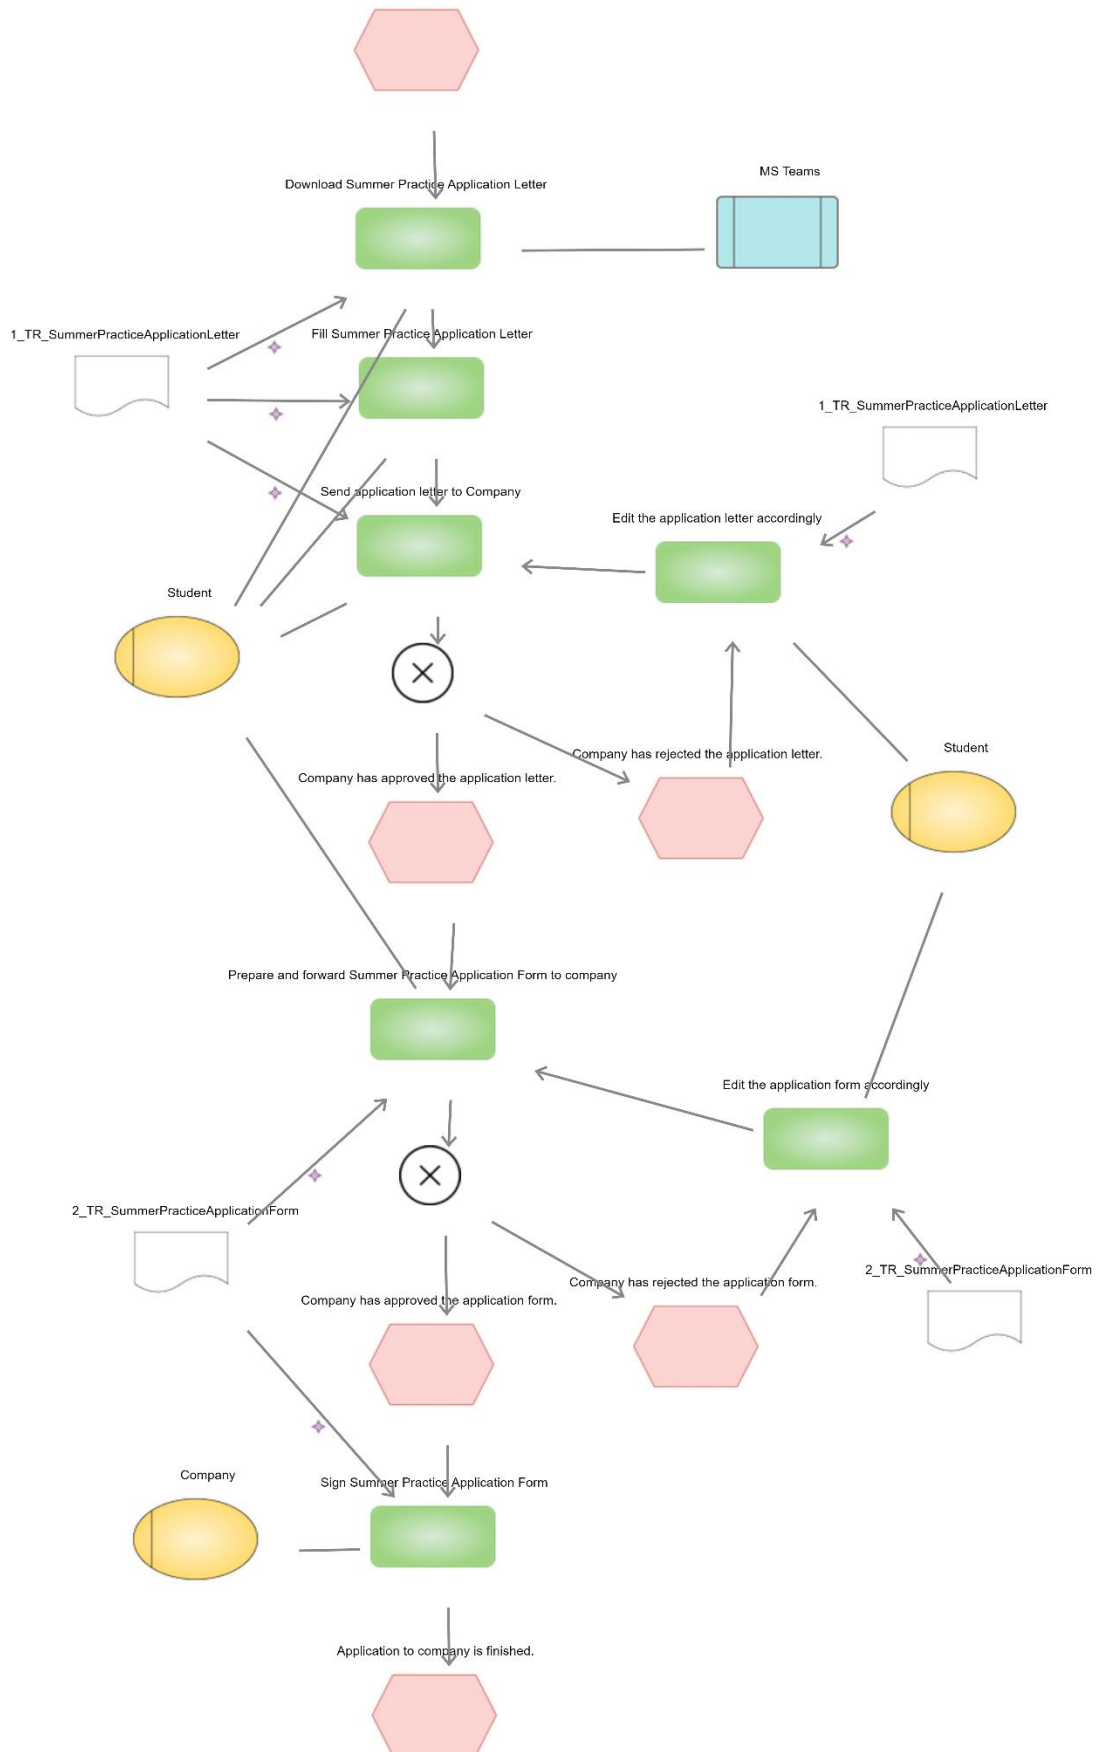 MS Teams
Download Summer Practice Application Letter
1_TR_SummerPracticeApplicationLetter
Fill Summer Practice Application Letter
1_TR_SummerPracticeApplicationLetter
Send application letter to Company
Edit the application letter accordingly
Student
Student
Company has rejected the application letter.
Company has approved the application letter.
Prepare and forward Summer Practice Application Form to company
Edit the application form accordingly
2_TR_SummerPracticeApplicationForm
2_TR_SummerPracticeApplicationForm
Company has rejected the application form.
Company has approved the application form.
Company
Sign Summer Practice Application Form
Application to company is finished.